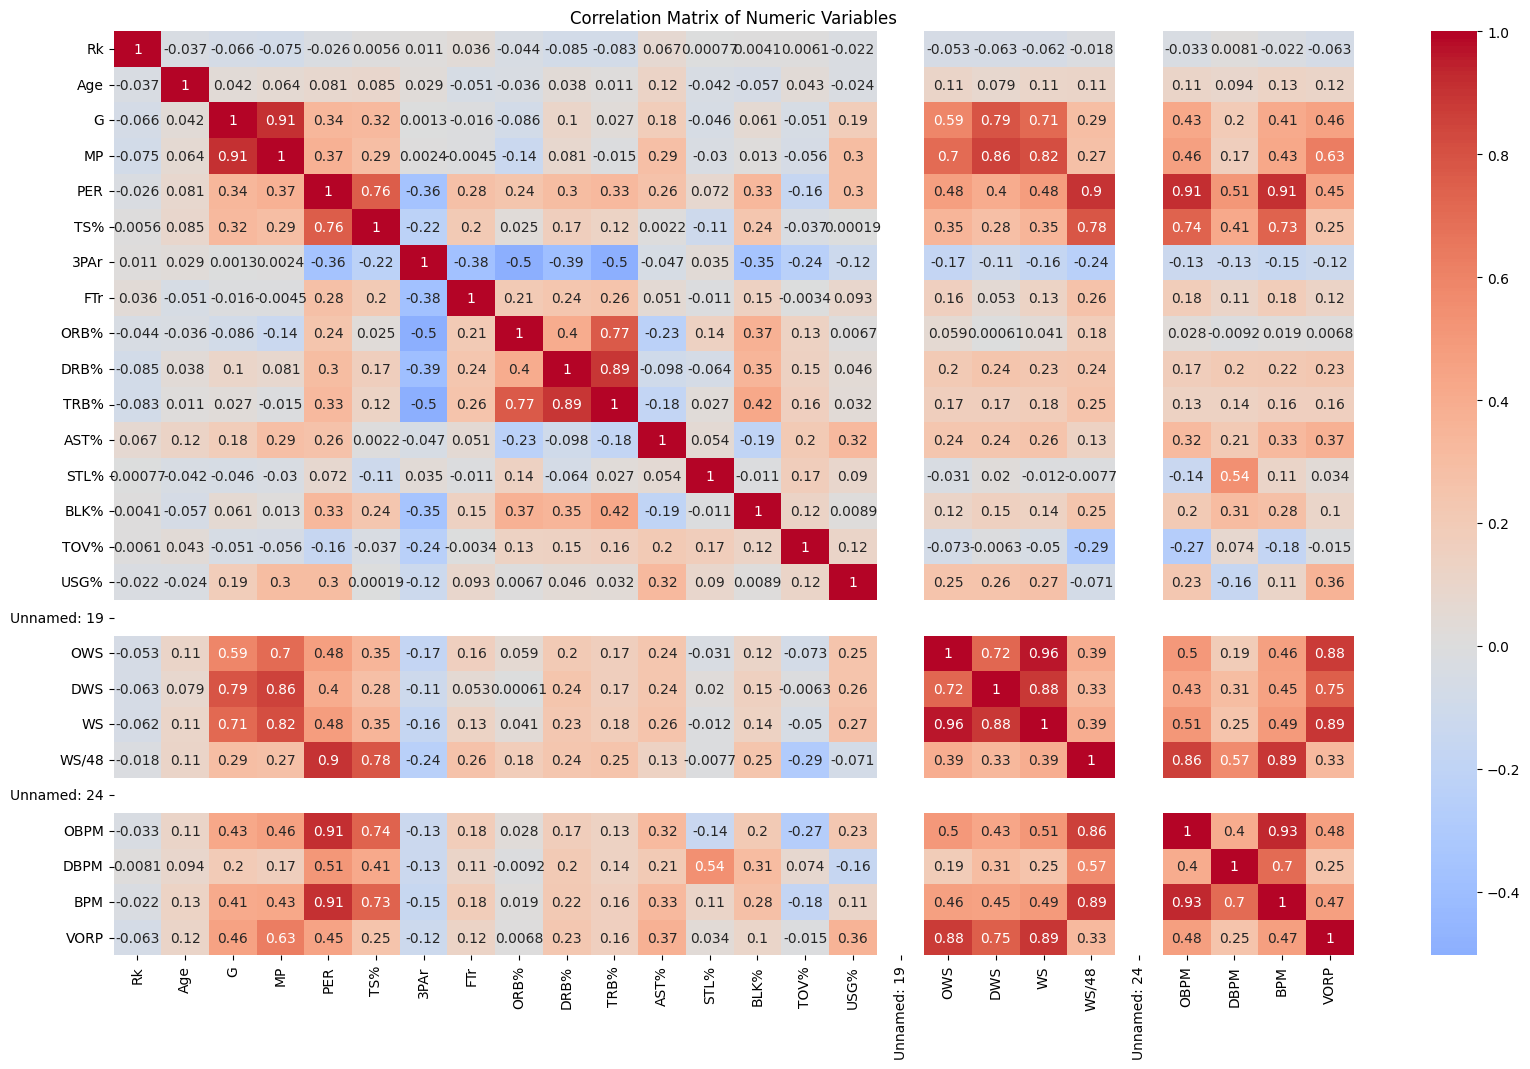 Correlation Matrix of Numeric Variables
Rk 1 -0.037 -0.066 -0.075 -0.026 0.0056 0.011 0.036 -0.044 -0.085 -0.083 0.067 0.00077 0.0041 0.0061 -0.022 -0.053 -0.063 -0.062 -0.018 -0.033 0.0081 -0.022 -0.063
Age -0.037 1 0.042 0.064 0.081 0.085 0.029 -0.051 -0.036 0.038 0.011 0.12 -0.042 -0.057 0.043 -0.024 0.11 0.079 0.11 0.11 0.11 0.094 0.13 0.12
G -0.066 0.042 1 0.91 0.34 0.32 0.0013 -0.016 -0.086 0.1 0.027 0.18 -0.046 0.061 -0.051 0.19 0.59 0.79 0.71 0.29 0.43 0.2 0.41 0.46
MP -0.075 0.064 0.91 1 0.37 0.29 0.0024 -0.0045 -0.14 0.081 -0.015 0.29 -0.03 0.013 -0.056 0.3 0.7 0.86 0.82 0.27 0.46 0.17 0.43 0.63
PER -0.026 0.081 0.34 0.37 1 0.76 -0.36 0.28 0.24 0.3 0.33 0.26 0.072 0.33 -0.16 0.3 0.48 0.4 0.48 0.9 0.91 0.51 0.91 0.45
TS% 0.0056 0.085 0.32 0.29 0.76 1 -0.22 0.2 0.025 0.17 0.12 0.0022 -0.11 0.24 -0.037 0.00019 0.35 0.28 0.35 0.78 0.74 0.41 0.73 0.25
3PAr 0.011 0.029 0.0013 0.0024 -0.36 -0.22 1 -0.38 -0.5 -0.39 -0.5 -0.047 0.035 -0.35 -0.24 -0.12 -0.17 -0.11 -0.16 -0.24 -0.13 -0.13 -0.15 -0.12
FTr 0.036 -0.051 -0.016 -0.0045 0.28 0.2 -0.38 1 0.21 0.24 0.26 0.051 -0.011 0.15 -0.0034 0.093 0.16 0.053 0.13 0.26 0.18 0.11 0.18 0.12
ORB% -0.044 -0.036 -0.086 -0.14 0.24 0.025 -0.5 0.21 1 0.4 0.77 -0.23 0.14 0.37 0.13 0.0067 0.059 0.00061 0.041 0.18 0.028 -0.0092 0.019 0.0068
DRB% -0.085 0.038 0.1 0.081 0.3 0.17 -0.39 0.24 0.4 1 0.89 -0.098 -0.064 0.35 0.15 0.046 0.2 0.24 0.23 0.24 0.17 0.2 0.22 0.23
TRB% -0.083 0.011 0.027 -0.015 0.33 0.12 -0.5 0.26 0.77 0.89 1 -0.18 0.027 0.42 0.16 0.032 0.17 0.17 0.18 0.25 0.13 0.14 0.16 0.16
AST% 0.067 0.12 0.18 0.29 0.26 0.0022 -0.047 0.051 -0.23 -0.098 -0.18 1 0.054 -0.19 0.2 0.32 0.24 0.24 0.26 0.13 0.32 0.21 0.33 0.37
STL% 0.00077 -0.042 -0.046 -0.03 0.072 -0.11 0.035 -0.011 0.14 -0.064 0.027 0.054 1 -0.011 0.17 0.09 -0.031 0.02 -0.012 -0.0077 -0.14 0.54 0.11 0.034
BLK% 0.0041 -0.057 0.061 0.013 0.33 0.24 -0.35 0.15 0.37 0.35 0.42 -0.19 -0.011 1 0.12 0.0089 0.12 0.15 0.14 0.25 0.2 0.31 0.28 0.1
TOV% 0.0061 0.043 -0.051 -0.056 -0.16 -0.037 -0.24 -0.0034 0.13 0.15 0.16 0.2 0.17 0.12 1 0.12 -0.073 -0.0063 -0.05 -0.29 -0.27 0.074 -0.18 -0.015
USG% -0.022 -0.024 0.19 0.3 0.3 0.00019 -0.12 0.093 0.0067 0.046 0.032 0.32 0.09 0.0089 0.12 1 0.25 0.26 0.27 -0.071 0.23 -0.16 0.11 0.36
Unnamed: 19
OWS -0.053 0.11 0.59 0.7 0.48 0.35 -0.17 0.16 0.059 0.2 0.17 0.24 -0.031 0.12 -0.073 0.25 1 0.72 0.96 0.39 0.5 0.19 0.46 0.88
DWS -0.063 0.079 0.79 0.86 0.4 0.28 -0.11 0.053 0.00061 0.24 0.17 0.24 0.02 0.15 -0.0063 0.26 0.72 1 0.88 0.33 0.43 0.31 0.45 0.75
WS -0.062 0.11 0.71 0.82 0.48 0.35 -0.16 0.13 0.041 0.23 0.18 0.26 -0.012 0.14 -0.05 0.27 0.96 0.88 1 0.39 0.51 0.25 0.49 0.89
WS/48 -0.018 0.11 0.29 0.27 0.9 0.78 -0.24 0.26 0.18 0.24 0.25 0.13 -0.0077 0.25 -0.29 -0.071 0.39 0.33 0.39 1 0.86 0.57 0.89 0.33
Unnamed: 24
OBPM -0.033 0.11 0.43 0.46 0.91 0.74 -0.13 0.18 0.028 0.17 0.13 0.32 -0.14 0.2 -0.27 0.23 0.5 0.43 0.51 0.86 1 0.4 0.93 0.48
DBPM 0.0081 0.094 0.2 0.17 0.51 0.41 -0.13 0.11 -0.0092 0.2 0.14 0.21 0.54 0.31 0.074 -0.16 0.19 0.31 0.25 0.57 0.4 1 0.7 0.25
BPM -0.022 0.13 0.41 0.43 0.91 0.73 -0.15 0.18 0.019 0.22 0.16 0.33 0.11 0.28 -0.18 0.11 0.46 0.45 0.49 0.89 0.93 0.7 1 0.47
VORP -0.063 0.12 0.46 0.63 0.45 0.25 -0.12 0.12 0.0068 0.23 0.16 0.37 0.034 0.1 -0.015 0.36 0.88 0.75 0.89 0.33 0.48 0.25 0.47 1
Rk Age G MP PER TS% 3PAr FTr ORB% DRB% TRB% AST% STL% BLK% TOV% USG% Unnamed: 19 OWS DWS WS WS/48 Unnamed: 24 OBPM DBPM BPM VORP
1.0
0.8
0.6
0.4
0.2
0.0
−0.2
−0.4